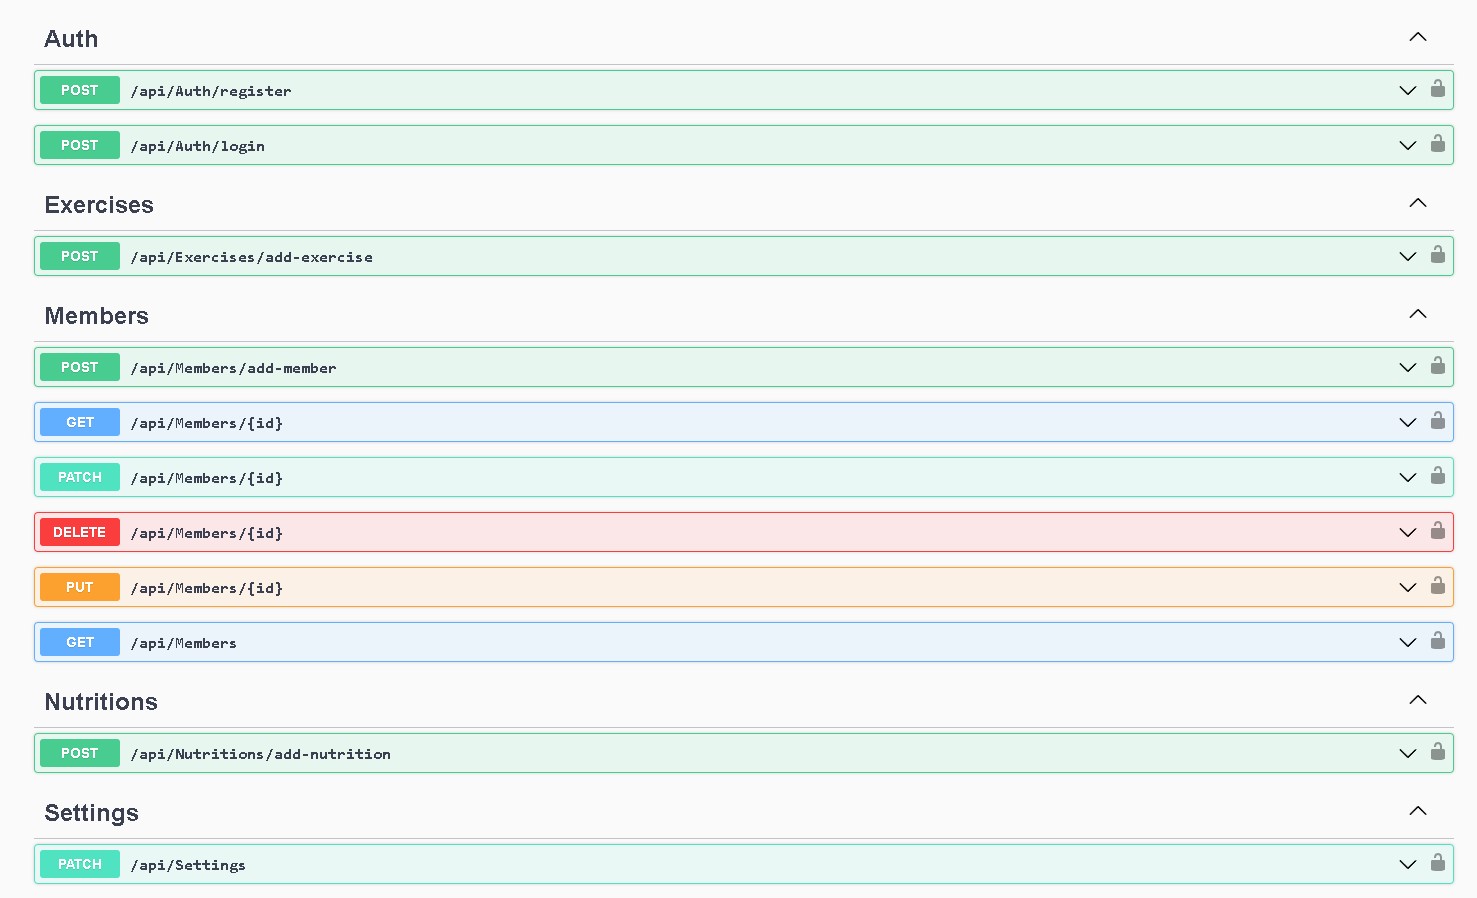 Auth
POST /api/Auth/register
POST /api/Auth/login
Exercises
POST /api/Exercises/add-exercise
Members
POST /api/Members/add-member
GET /api/Members/{id}
PATCH /api/Members/{id}
DELETE /api/Members/{id}
PUT /api/Members/{id}
GET /api/Members
Nutritions
POST /api/Nutritions/add-nutrition
Settings
PATCH /api/Settings